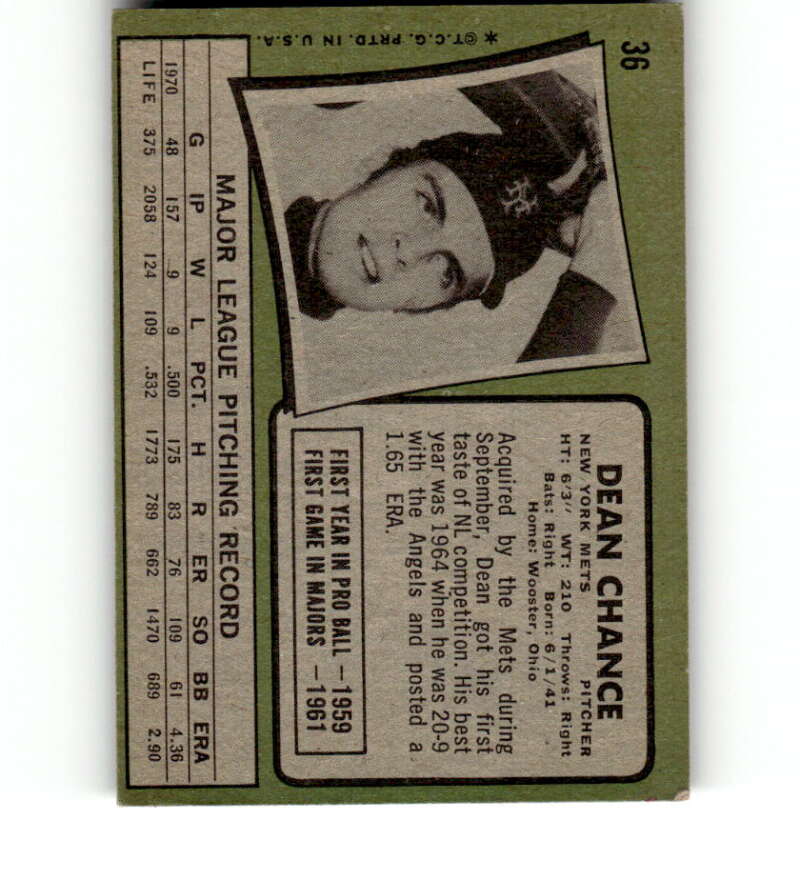 36
* ©T.C.G. PRTD. IN U.S.A.
NY
DEAN CHANCE
NEW YORK METS PITCHER
HT: 6'3" WT: 210 Throws: Right
Bats: Right Born: 6/1/41
Home: Wooster, Ohio
Acquired by the Mets during
September, Dean got his first
taste of NL competition. His best
year was 1964 when he was 20-9
with the Angels and posted a
1.65 ERA.
FIRST YEAR IN PRO BALL —1959
FIRST GAME IN MAJORS —1961
MAJOR LEAGUE PITCHING RECORD
G IP W L PCT. H R ER SO BB ERA
1970 48 157 9 9 .500 175 83 76 109 61 4.36
LIFE 375 2058 124 109 .532 1773 789 662 1470 689 2.90